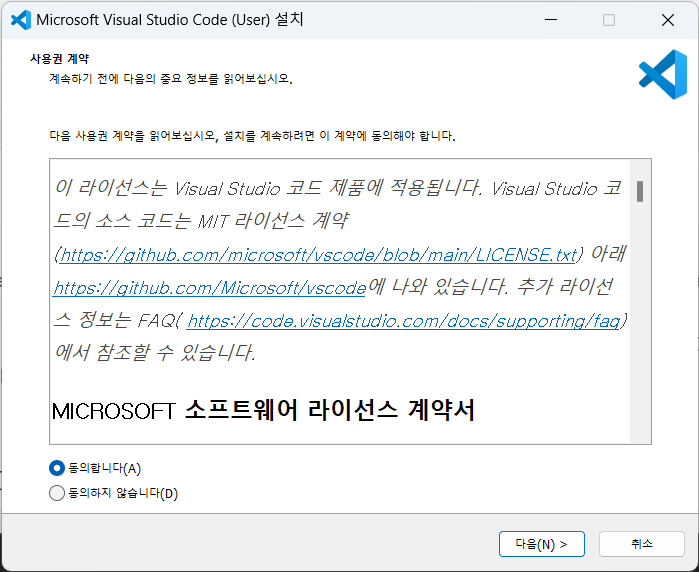 Microsoft Visual Studio Code (User) 설치
사용권 계약
계속하기 전에 다음의 중요 정보를 읽어보십시오.
다음 사용권 계약을 읽어보십시오, 설치를 계속하려면 이 계약에 동의해야 합니다.
이 라이선스는 Visual Studio 코드 제품에 적용됩니다. Visual Studio 코
드의 소스 코드는 MIT 라이선스 계약
(https://github.com/microsoft/vscode/blob/main/LICENSE.txt) 아래
https://github.com/Microsoft/vscode에 나와 있습니다. 추가 라이선
스 정보는 FAQ( https://code.visualstudio.com/docs/supporting/faq)
에서 참조할 수 있습니다.
MICROSOFT 소프트웨어 라이선스 계약서
동의합니다(A)
동의하지 않습니다(D)
다음(N) >
취소